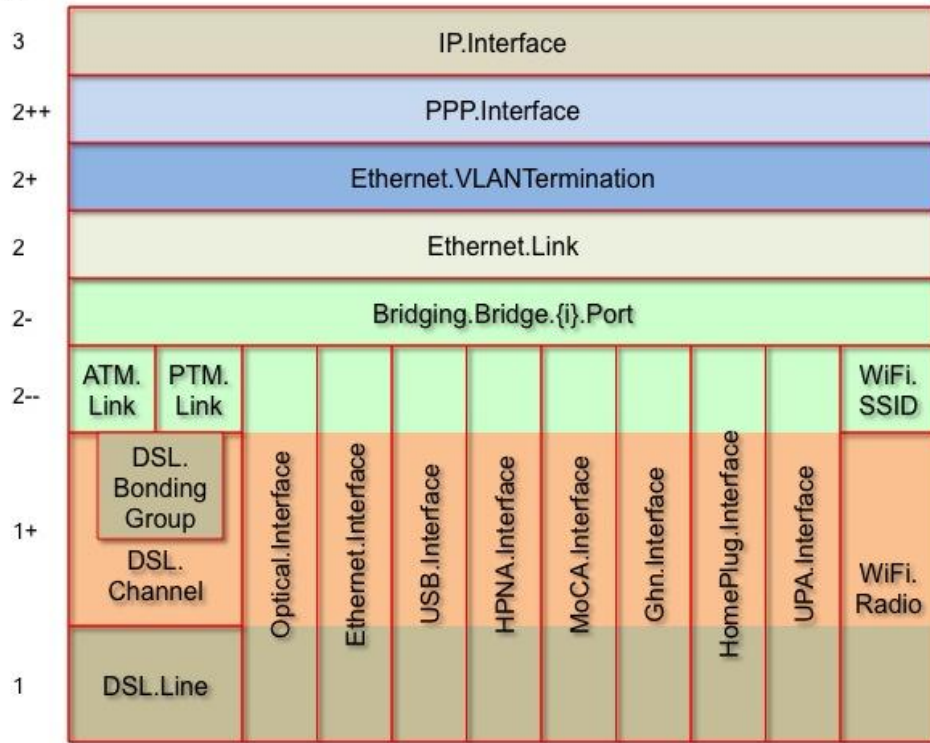 3
IP.Interface
2++
PPP.Interface
2+
Ethernet.VLANTermination
2
Ethernet.Link
2-
Bridging.Bridge.{i}.Port
2--
ATM.
Link
PTM.
Link
WiFi.
SSID
1+
DSL.
Bonding
Group
DSL.
Channel
Optical.Interface
Ethernet.Interface
USB.Interface
HPNA.Interface
MoCA.Interface
Ghn.Interface
HomePlug.Interface
UPA.Interface
WiFi.
Radio
1
DSL.Line